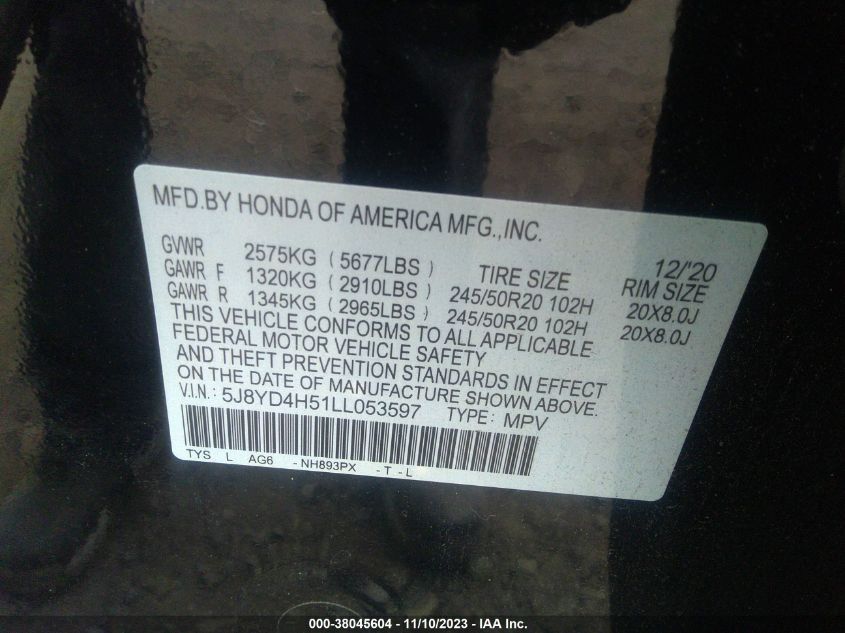 MFD.BY HONDA OF AMERICA MFG.,INC.
12/'20
GVWR 2575KG (5677LBS) TIRE SIZE RIM SIZE
GAWR F 1320KG (2910LBS) 245/50R20 102H 20X8.0J
GAWR R 1345KG (2965LBS) 245/50R20 102H 20X8.0J
THIS VEHICLE CONFORMS TO ALL APPLICABLE
FEDERAL MOTOR VEHICLE SAFETY
AND THEFT PREVENTION STANDARDS IN EFFECT
ON THE DATE OF MANUFACTURE SHOWN ABOVE.
V.I.N.: 5J8YD4H51LL053597 TYPE: MPV
TYS L AG6 -NH893PX -T -L
000-38045604 - 11/10/2023 - IAA Inc.